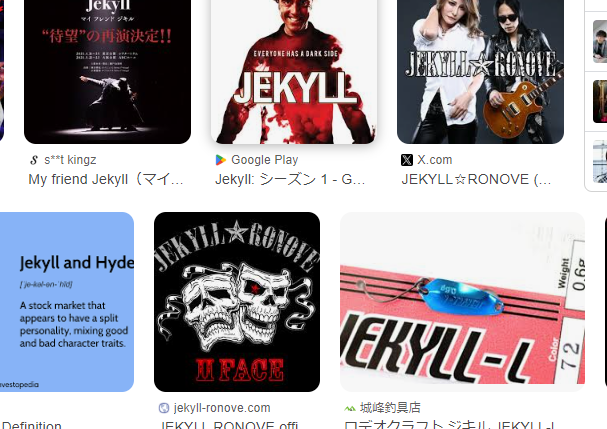 Jekyll
マイ フレンド ジキル
“待望”の再演決定!!
EVERYONE HAS A DARK SIDE
JEKYLL
JEKYLL☆RONOVE
s**t kingz
My friend Jekyll（マイ...
Google Play
Jekyll: シーズン 1 - G...
X.com
JEKYLL☆RONOVE (...
Jekyll and Hyde
[ˈje-kəl-ən-ˈhīd]
A stock market that
appears to have a split
personality, mixing good
and bad character traits.
nvestopedia
JEKYLL☆RONOVE
II FACE
Weight
0.6g
JEKYLL-L
Color
72
Definition
jekyll-ronove.com
JEKYLL RONOVE offi
城峰釣具店
ロデオクラフト ジキル JEKYLL-L